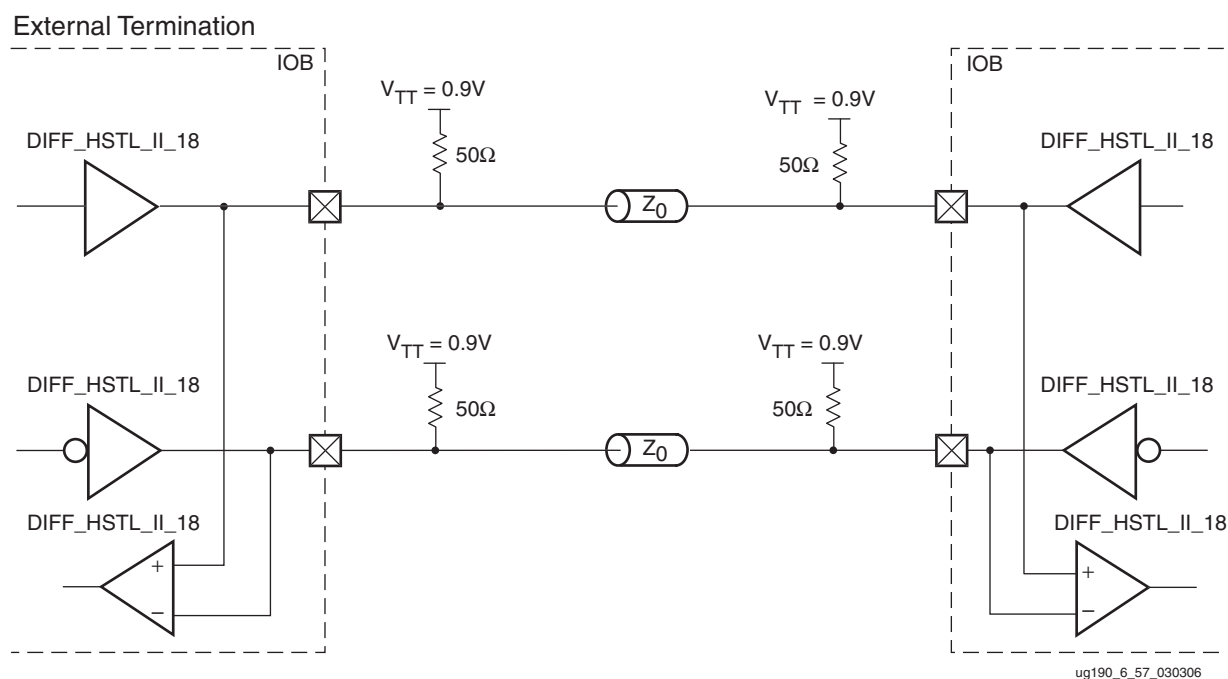 External Termination
IOB
IOB
V_TT = 0.9V
V_TT = 0.9V
DIFF_HSTL_II_18
50Ω
50Ω
DIFF_HSTL_II_18
Z_0
V_TT = 0.9V
V_TT = 0.9V
DIFF_HSTL_II_18
50Ω
50Ω
DIFF_HSTL_II_18
Z_0
DIFF_HSTL_II_18
DIFF_HSTL_II_18
+
–
+
–
ug190_6_57_030306